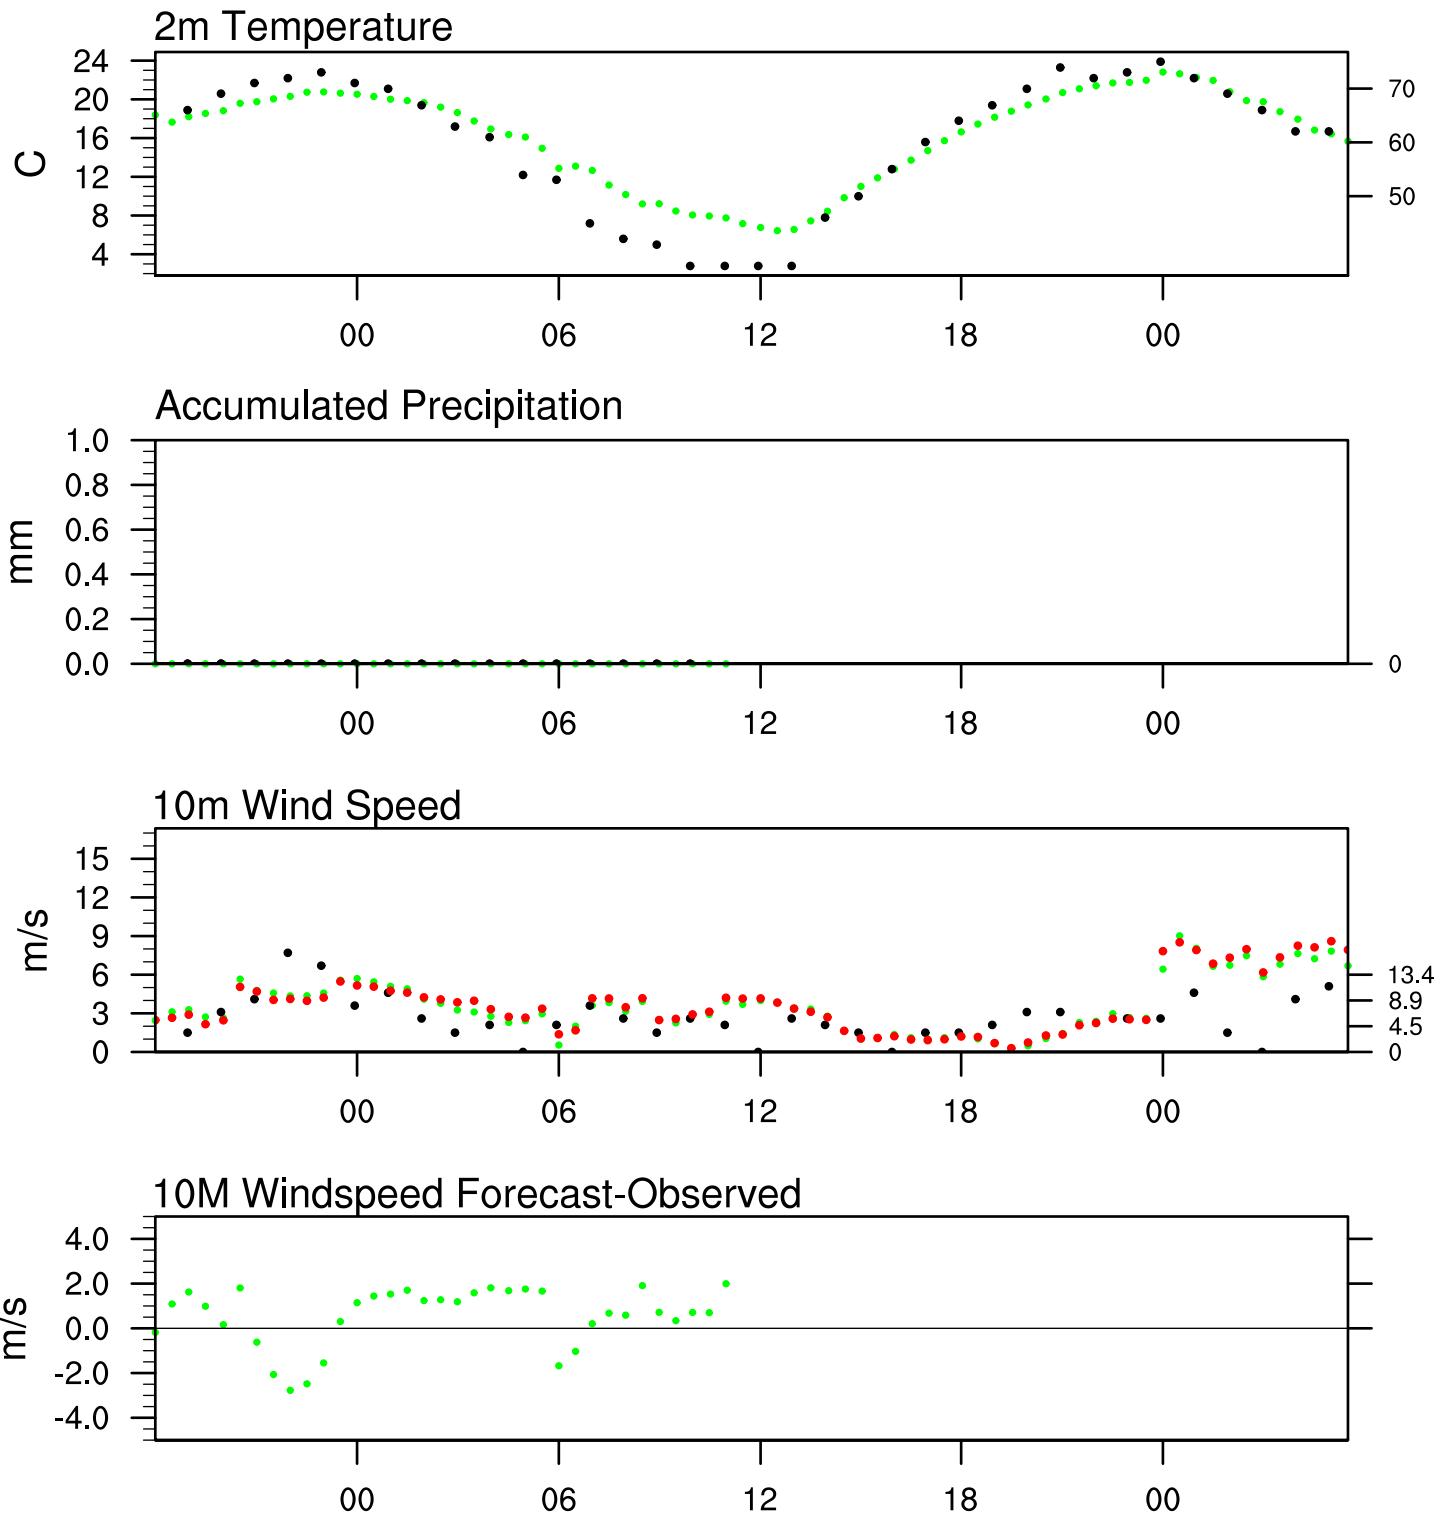 2m Temperature
24
20
16
12
8
4
C
70
60
50
00 06 12 18 00
Accumulated Precipitation
1.0
0.8
0.6
0.4
0.2
0.0
mm
0
00 06 12 18 00
10m Wind Speed
15
12
9
6
3
0
m/s
13.4
8.9
4.5
0
00 06 12 18 00
10M Windspeed Forecast-Observed
4.0
2.0
0.0
-2.0
-4.0
m/s
00 06 12 18 00